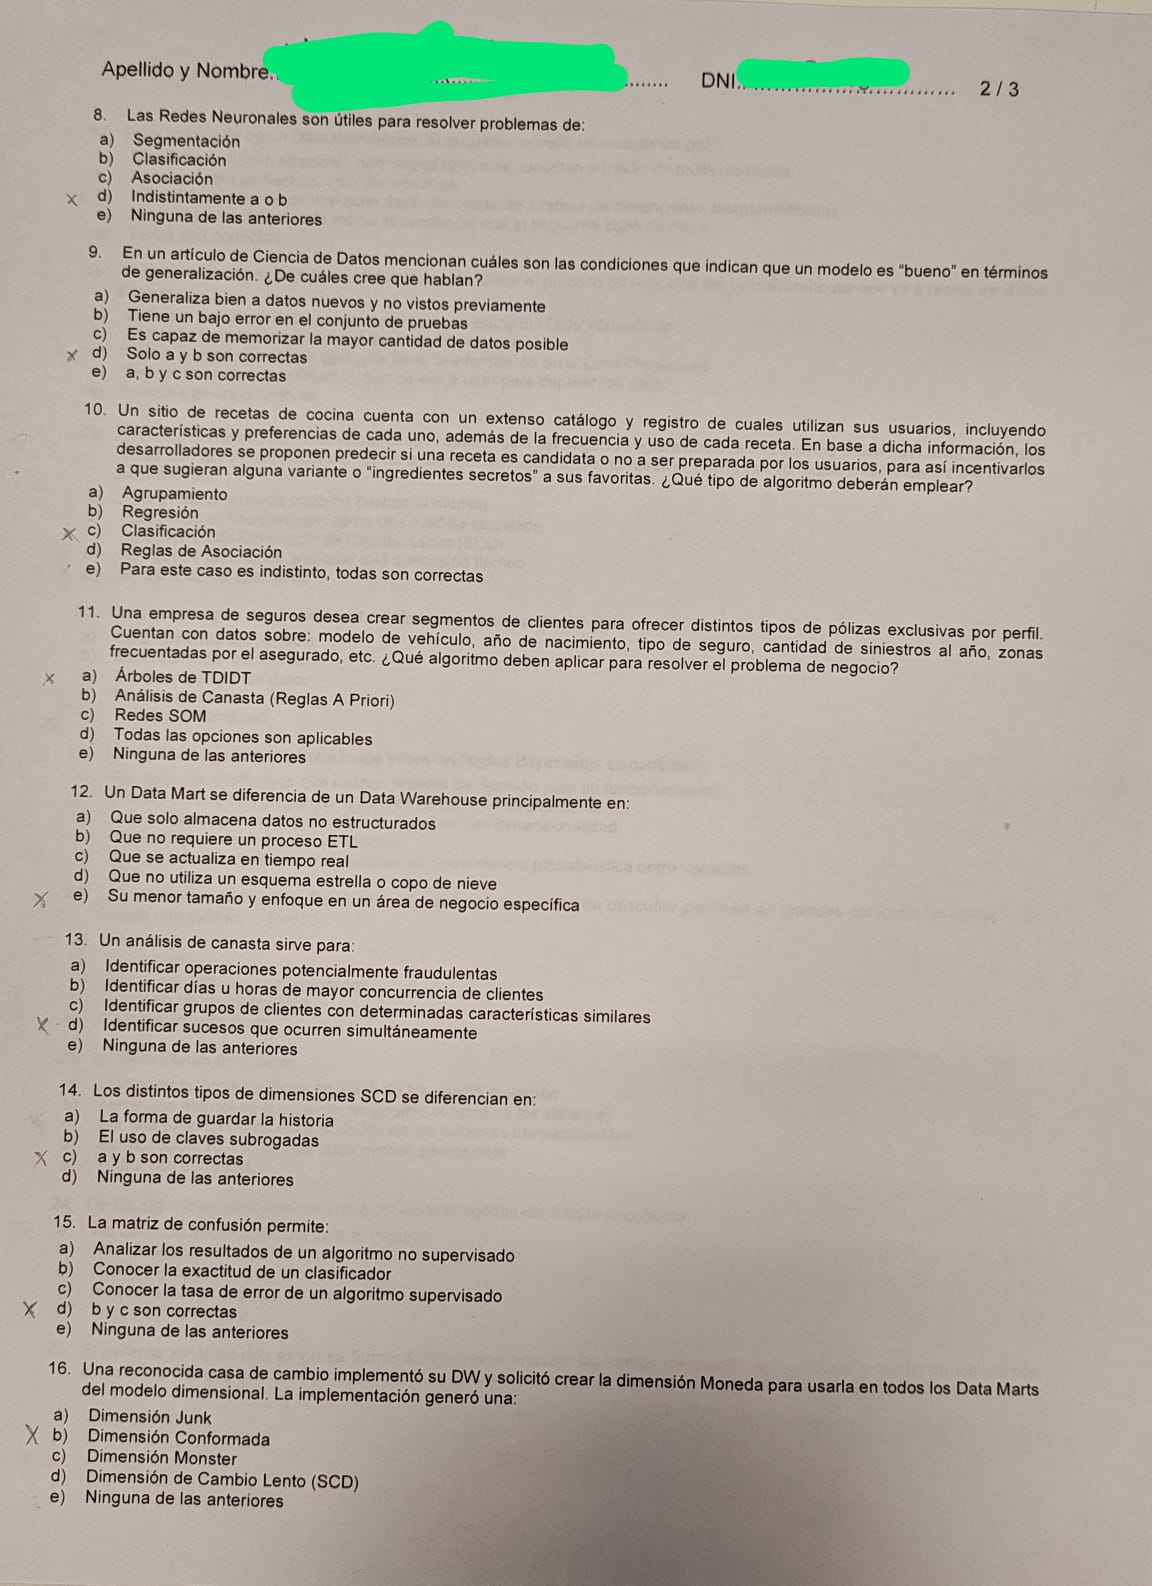 Apellido y Nombre
DNI
2 / 3
8. Las Redes Neuronales son útiles para resolver problemas de:
a) Segmentación
b) Clasificación
c) Asociación
X d) Indistintamente a o b
e) Ninguna de las anteriores
9. En un artículo de Ciencia de Datos mencionan cuáles son las condiciones que indican que un modelo es “bueno” en términos
de generalización. ¿De cuáles cree que hablan?
a) Generaliza bien a datos nuevos y no vistos previamente
b) Tiene un bajo error en el conjunto de pruebas
c) Es capaz de memorizar la mayor cantidad de datos posible
X d) Solo a y b son correctas
e) a, b y c son correctas
10. Un sitio de recetas de cocina cuenta con un extenso catálogo y registro de cuales utilizan sus usuarios, incluyendo
características y preferencias de cada uno, además de la frecuencia y uso de cada receta. En base a dicha información, los
desarrolladores se proponen predecir si una receta es candidata o no a ser preparada por los usuarios, para así incentivarlos
a que sugieran alguna variante o “ingredientes secretos” a sus favoritas. ¿Qué tipo de algoritmo deberán emplear?
a) Agrupamiento
b) Regresión
X c) Clasificación
d) Reglas de Asociación
e) Para este caso es indistinto, todas son correctas
11. Una empresa de seguros desea crear segmentos de clientes para ofrecer distintos tipos de pólizas exclusivas por perfil.
Cuentan con datos sobre: modelo de vehículo, año de nacimiento, tipo de seguro, cantidad de siniestros al año, zonas
frecuentadas por el asegurado, etc. ¿Qué algoritmo deben aplicar para resolver el problema de negocio?
X a) Árboles de TDIDT
b) Análisis de Canasta (Reglas A Priori)
c) Redes SOM
d) Todas las opciones son aplicables
e) Ninguna de las anteriores
12. Un Data Mart se diferencia de un Data Warehouse principalmente en:
a) Que solo almacena datos no estructurados
b) Que no requiere un proceso ETL
c) Que se actualiza en tiempo real
d) Que no utiliza un esquema estrella o copo de nieve
X e) Su menor tamaño y enfoque en un área de negocio específica
13. Un análisis de canasta sirve para:
a) Identificar operaciones potencialmente fraudulentas
b) Identificar días u horas de mayor concurrencia de clientes
c) Identificar grupos de clientes con determinadas características similares
X d) Identificar sucesos que ocurren simultáneamente
e) Ninguna de las anteriores
14. Los distintos tipos de dimensiones SCD se diferencian en:
a) La forma de guardar la historia
b) El uso de claves subrogadas
X c) a y b son correctas
d) Ninguna de las anteriores
15. La matriz de confusión permite:
a) Analizar los resultados de un algoritmo no supervisado
b) Conocer la exactitud de un clasificador
c) Conocer la tasa de error de un algoritmo supervisado
X d) b y c son correctas
e) Ninguna de las anteriores
16. Una reconocida casa de cambio implementó su DW y solicitó crear la dimensión Moneda para usarla en todos los Data Marts
del modelo dimensional. La implementación generó una:
a) Dimensión Junk
X b) Dimensión Conformada
c) Dimensión Monster
d) Dimensión de Cambio Lento (SCD)
e) Ninguna de las anteriores